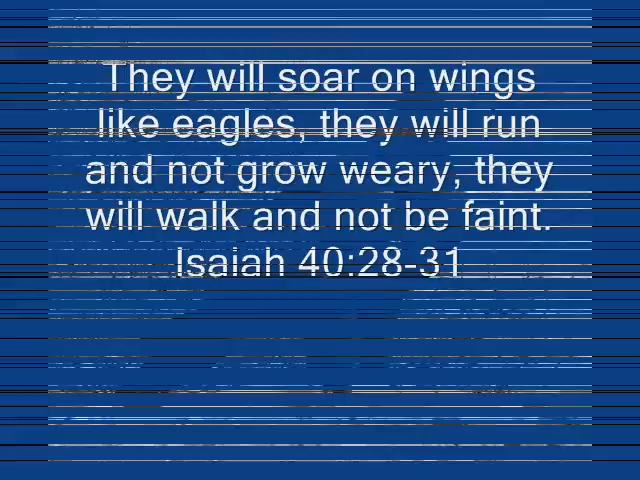 They will soar on wings
like eagles, they will run
and not grow weary, they
will walk and not be faint.
Isaiah 40:28-31